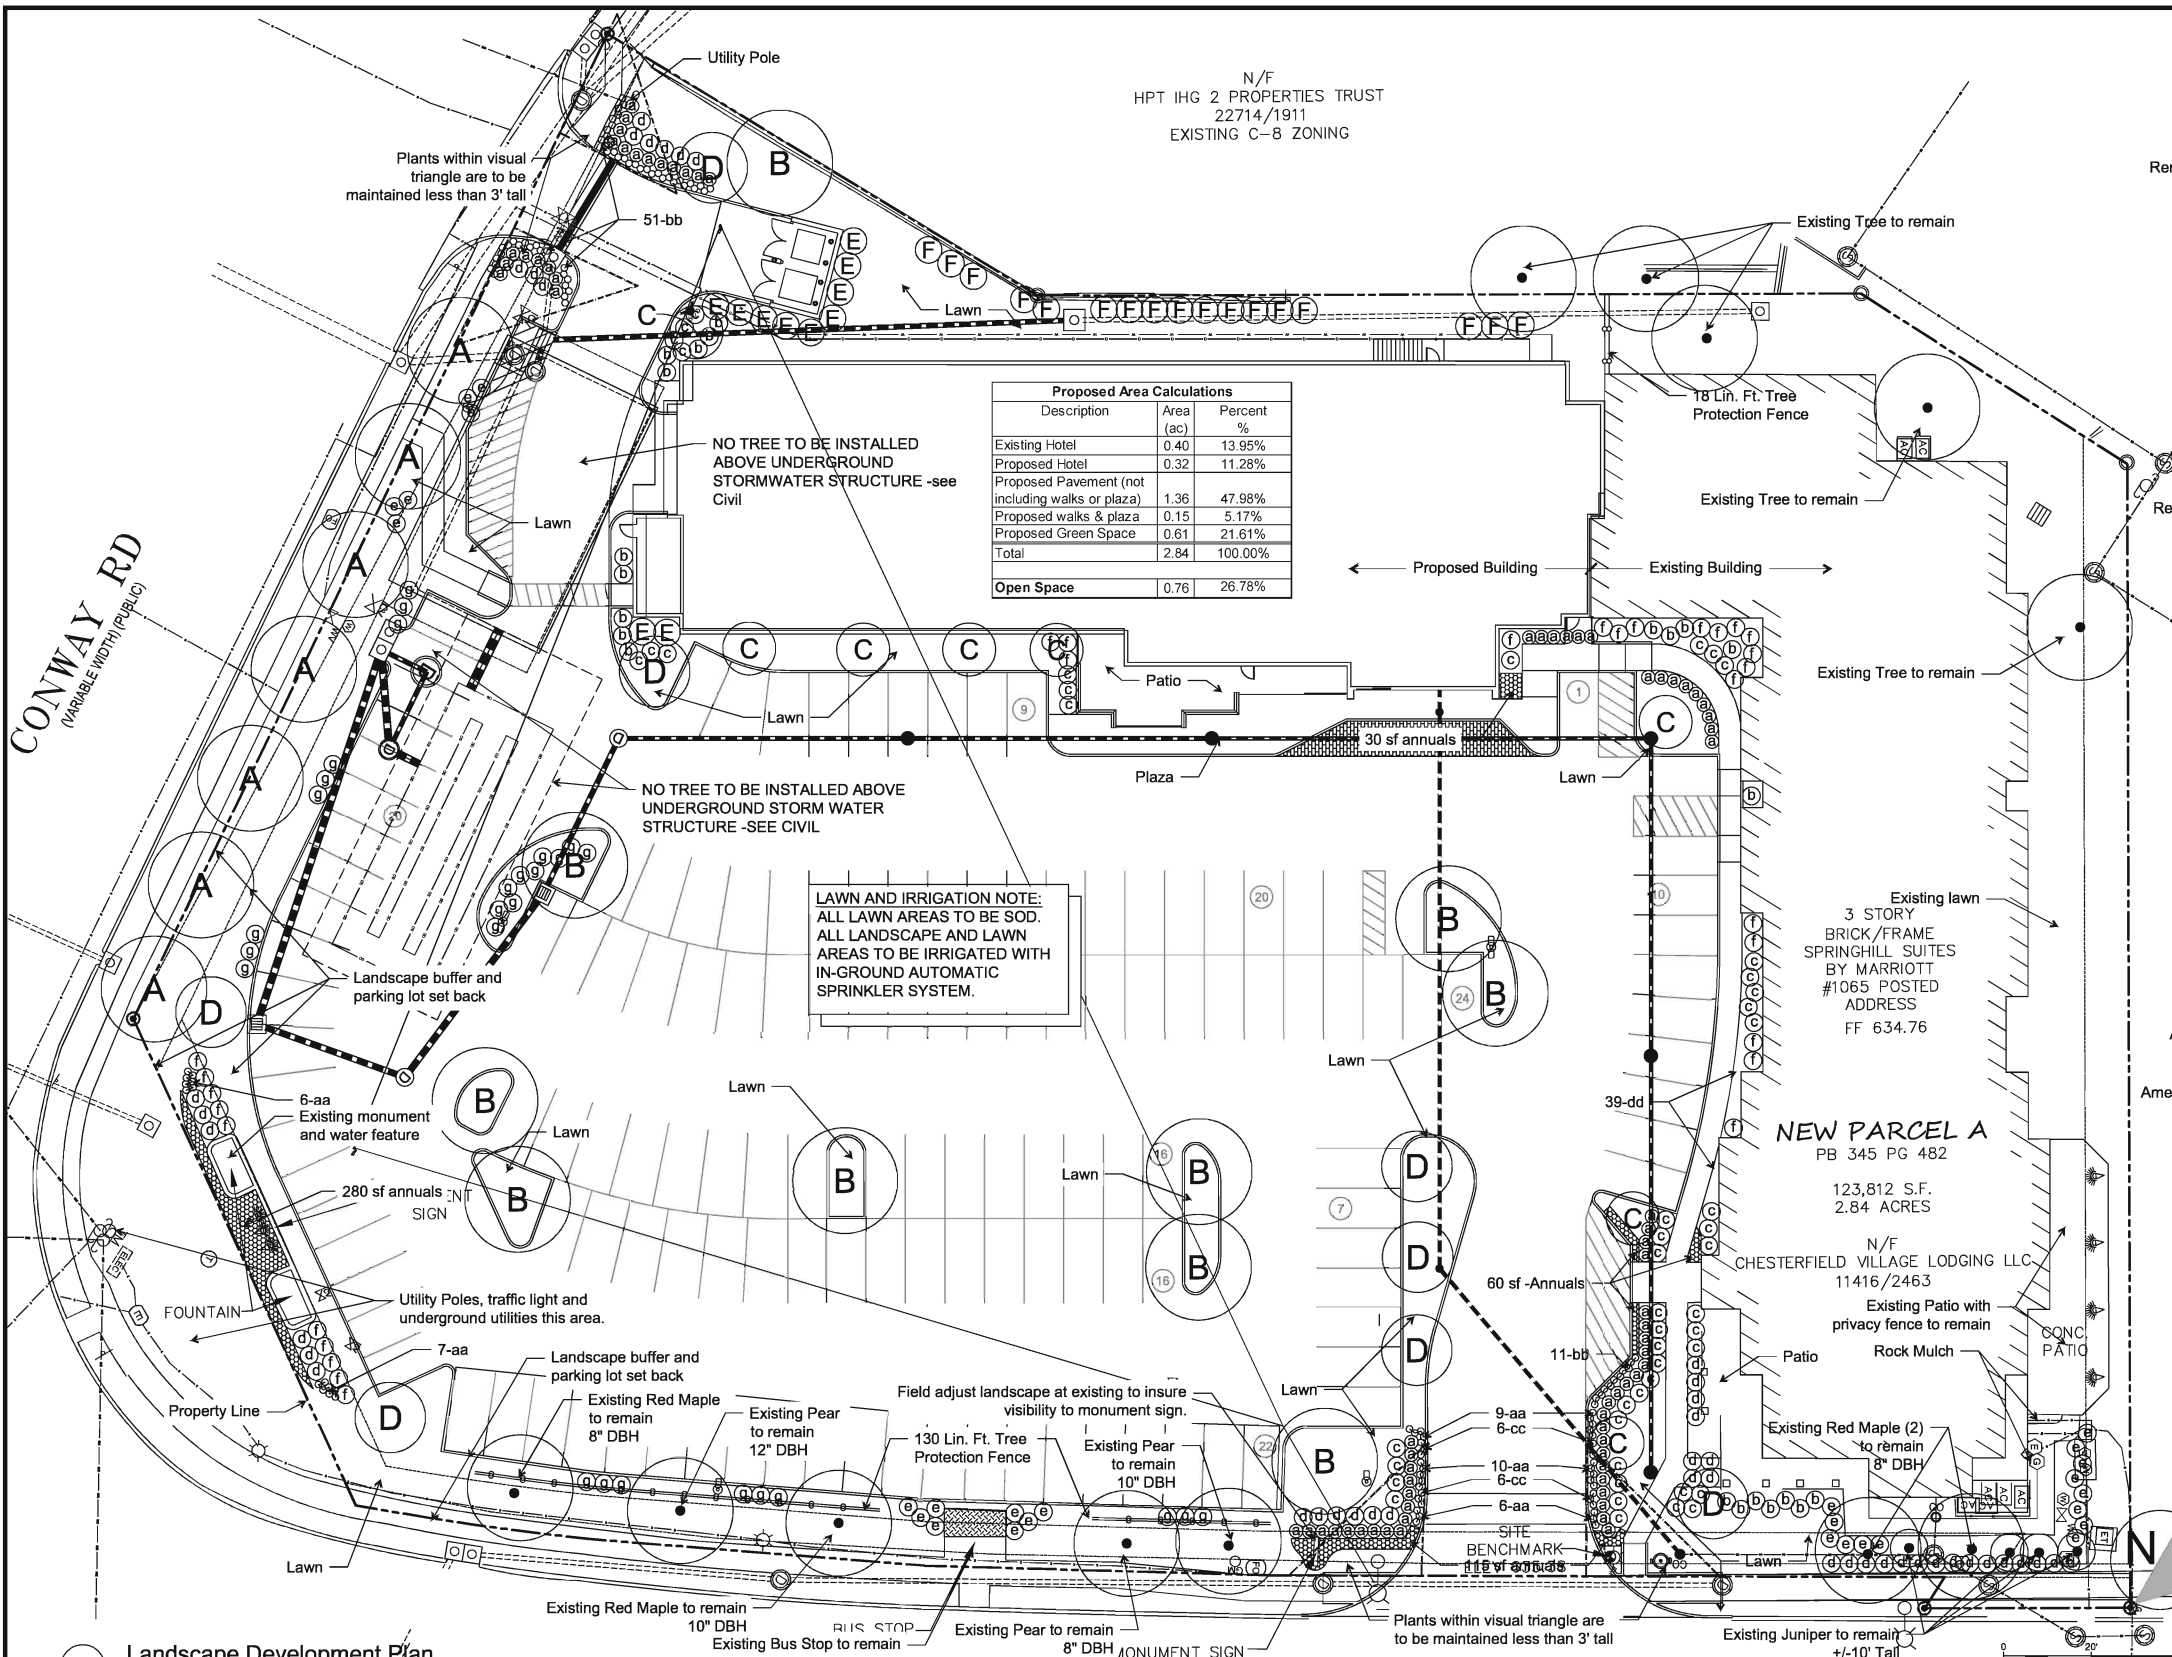 Utility Pole
N/F
HPT IHG 2 PROPERTIES TRUST
22714/1911
EXISTING C-8 ZONING
Plants within visual
triangle are to be
maintained less than 3' tall
51-bb
Existing Tree to remain
Lawn
18 Lin. Ft. Tree
Protection Fence
Proposed Area Calculations
Description Area (ac) Percent %
Existing Hotel 0.40 13.95%
Proposed Hotel 0.32 11.28%
Proposed Pavement (not
including walks or plaza) 1.36 47.98%
Proposed walks & plaza 0.15 5.17%
Proposed Green Space 0.61 21.61%
Total 2.84 100.00%
Open Space 0.76 26.78%
NO TREE TO BE INSTALLED
ABOVE UNDERGROUND
STORMWATER STRUCTURE -see
Civil
Existing Tree to remain
Lawn
CONWAY RD
(VARIABLE WIDTH) (PUBLIC)
Proposed Building
Existing Building
Existing Tree to remain
Patio
Lawn
9
1
30 sf annuals
Plaza
Lawn
NO TREE TO BE INSTALLED ABOVE
UNDERGROUND STORM WATER
STRUCTURE -SEE CIVIL
20
LAWN AND IRRIGATION NOTE:
ALL LAWN AREAS TO BE SOD.
ALL LANDSCAPE AND LAWN
AREAS TO BE IRRIGATED WITH
IN-GROUND AUTOMATIC
SPRINKLER SYSTEM.
20
10
24
Existing lawn
3 STORY
BRICK/FRAME
SPRINGHILL SUITES
BY MARRIOTT
#1065 POSTED
ADDRESS
FF 634.76
Landscape buffer and
parking lot set back
Lawn
Lawn
6-aa
Existing monument
and water feature
Lawn
39-dd
NEW PARCEL A
PB 345 PG 482
123,812 S.F.
2.84 ACRES
N/F
CHESTERFIELD VILLAGE LODGING LLC
11416/2463
16
Lawn
280 sf annuals
SIGN
7
16
60 sf -Annuals
FOUNTAIN
Utility Poles, traffic light and
underground utilities this area.
Existing Patio with
privacy fence to remain
CONC.
PATIO
7-aa
11-bb
Patio
Rock Mulch
Landscape buffer and
parking lot set back
Property Line
Existing Red Maple
to remain
8" DBH
Existing Pear
to remain
12" DBH
Field adjust landscape at existing to insure
visibility to monument sign.
Lawn
130 Lin. Ft. Tree
Protection Fence
Existing Pear
to remain
10" DBH
22
9-aa
6-cc
10-aa
6-cc
6-aa
Existing Red Maple (2)
to remain
8" DBH
SITE
BENCHMARK
115 sf annuals
Lawn
Lawn
Existing Red Maple to remain
10" DBH
BUS STOP
Existing Bus Stop to remain
Existing Pear to remain
8" DBH
MONUMENT SIGN
Plants within visual triangle are
to be maintained less than 3' tall
Existing Juniper to remain
+/-10' Tall
N
0 20'
Landscape Development Plan